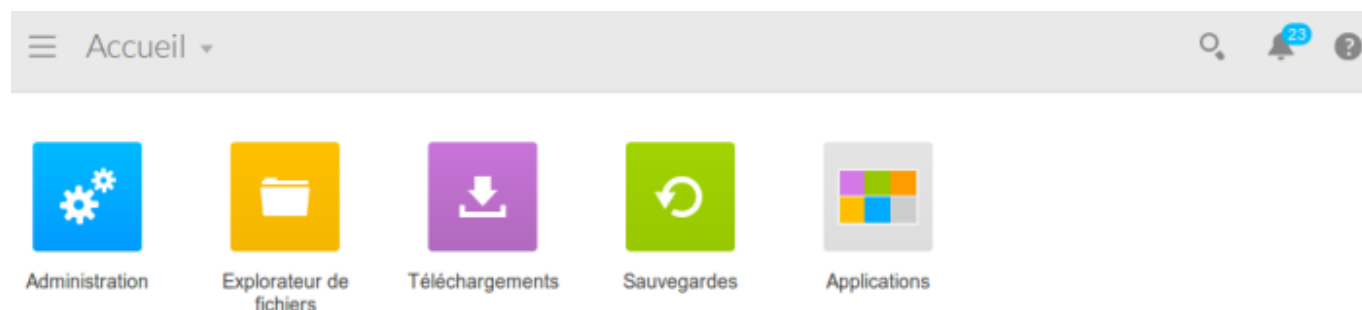 Accueil
23
?
Administration
Explorateur de
fichiers
Téléchargements
Sauvegardes
Applications